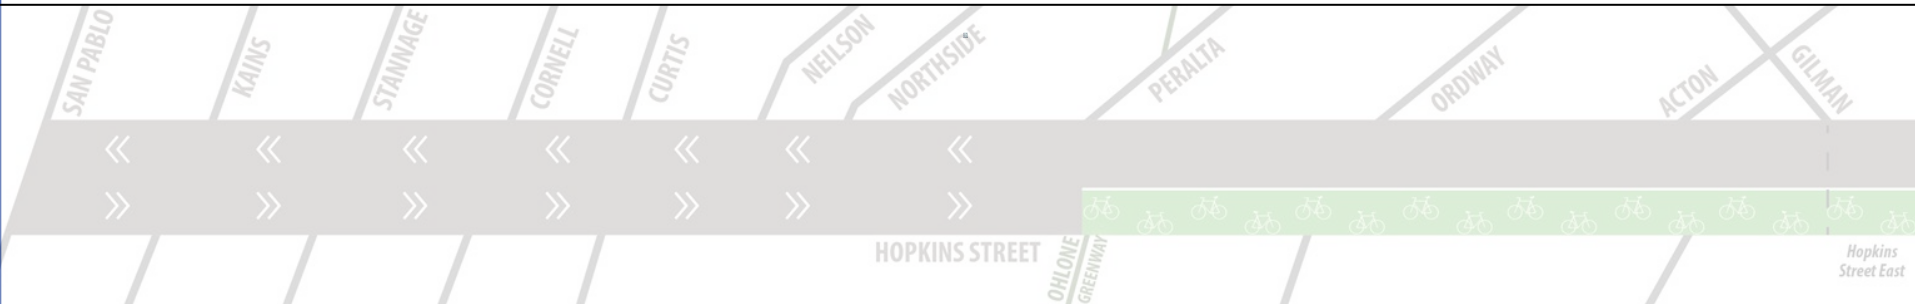 SAN PABLO
KAINS
STANNAGE
CORNELL
CURTIS
NEILSON
NORTHSIDE
PERALTA
ORDWAY
ACTON
GILMAN
HOPKINS STREET
OHLONE
GREENWAY
Hopkins
Street East